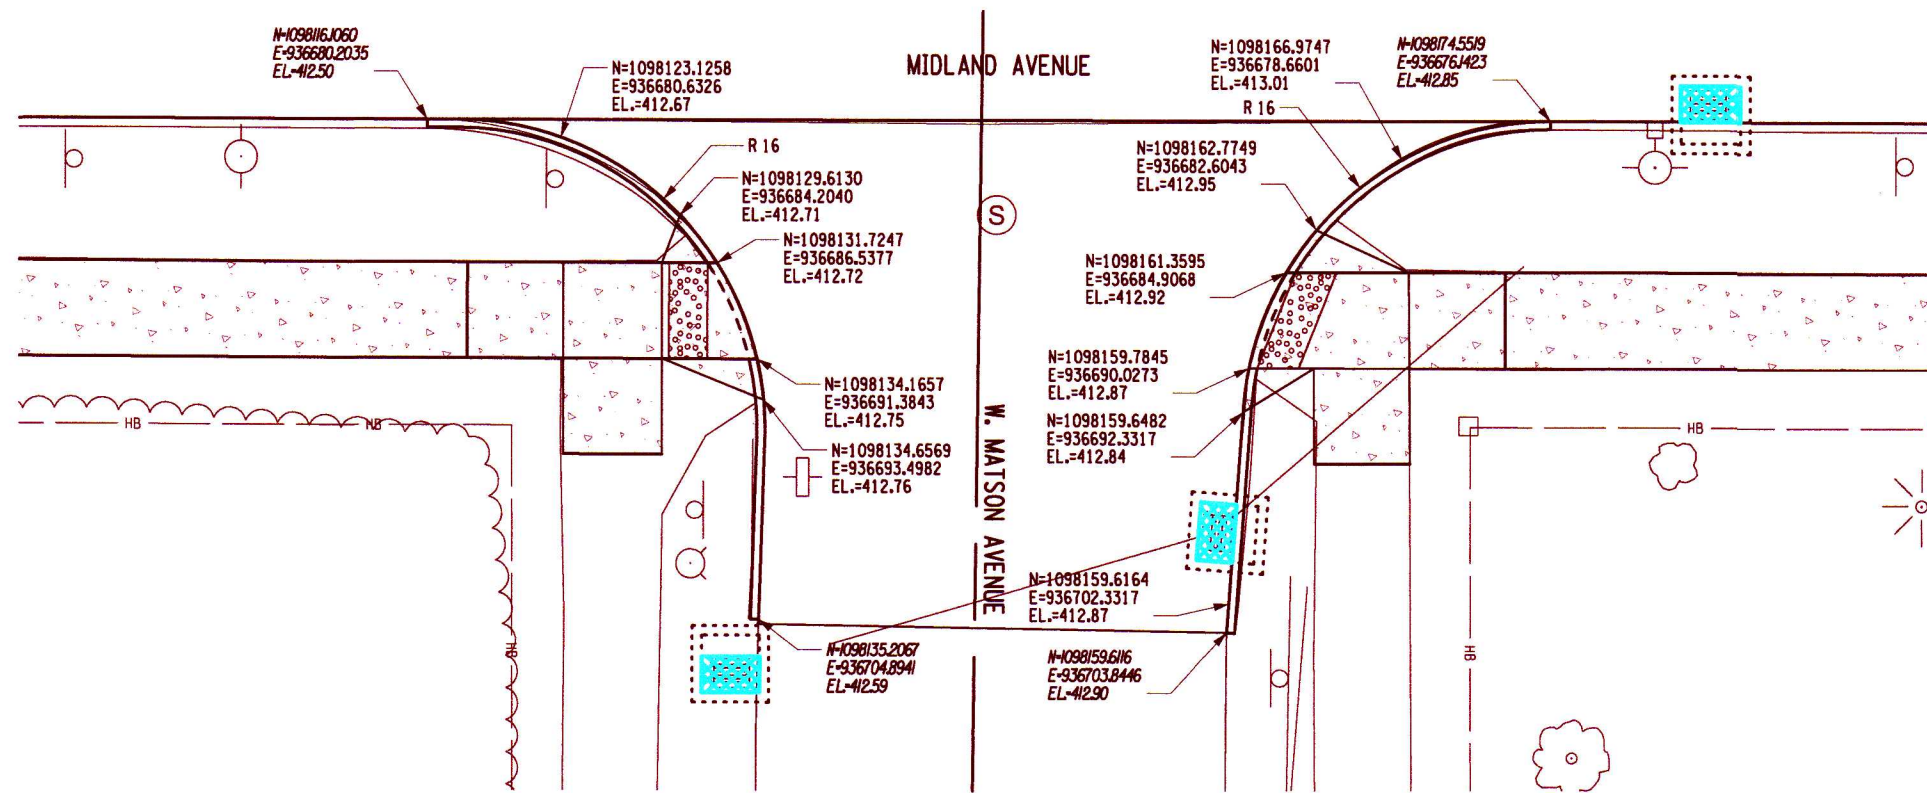 N=1098116.1060
E=936680.2035
EL=412.50
N=1098123.1258
E=936680.6326
EL.=412.67
MIDLAND AVENUE
N=1098166.9747
E=936678.6601
EL.=413.01
N=1098174.5519
E=936676.1423
EL=412.85
R 16
R 16
N=1098129.6130
E=936684.2040
EL.=412.71
N=1098162.7749
E=936682.6043
EL.=412.95
S
N=1098131.7247
E=936686.5377
EL.=412.72
N=1098161.3595
E=936684.9068
EL.=412.92
N=1098134.1657
E=936691.3843
EL.=412.75
N=1098159.7845
E=936690.0273
EL.=412.87
N=1098134.6569
E=936693.4982
EL.=412.76
N=1098159.6482
E=936692.3317
EL.=412.84
HB
HB
HB
W. MATSON AVENUE
N=1098159.6164
E=936702.3317
EL.=412.87
N=1098135.2067
E=936704.8941
EL=412.59
N=1098159.6116
E=936703.8446
EL=412.90
HB
HB
HB